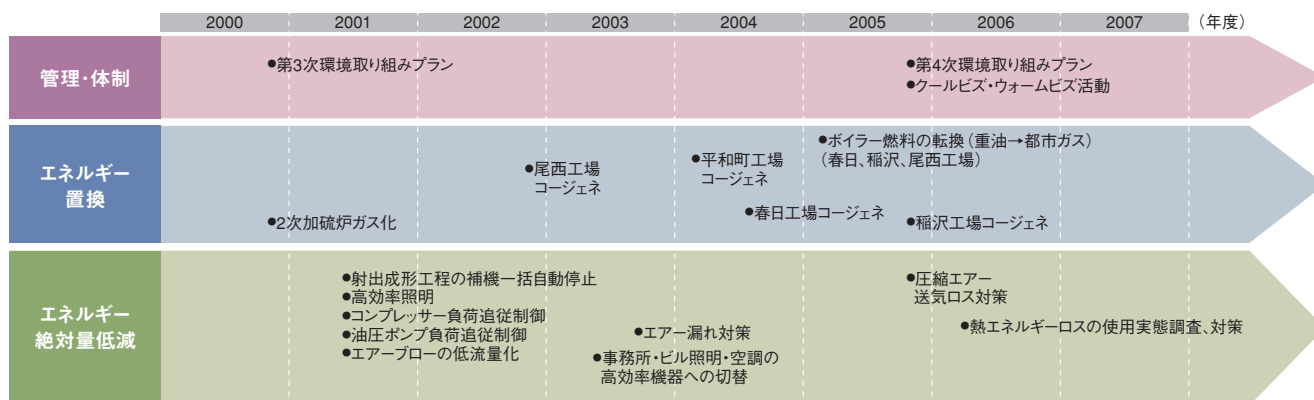 2000 2001 2002 2003 2004 2005 2006 2007 （年度）
管理・体制
●第3次環境取り組みプラン
●第4次環境取り組みプラン
●クールビズ・ウォームビズ活動
エネルギー
置換
●2次加硫炉ガス化
●尾西工場
コージェネ
●平和町工場
コージェネ
●春日工場コージェネ
●ボイラー燃料の転換（重油→都市ガス）
（春日、稲沢、尾西工場）
●稲沢工場コージェネ
エネルギー
絶対量低減
●射出成形工程の補機一括自動停止
●高効率照明
●コンプレッサー負荷追従制御
●油圧ポンプ負荷追従制御
●エアーブローの低流量化
●エアー漏れ対策
●事務所・ビル照明・空調の
高効率機器への切替
●圧縮エアー
送気ロス対策
●熱エネルギーロスの使用実態調査、対策